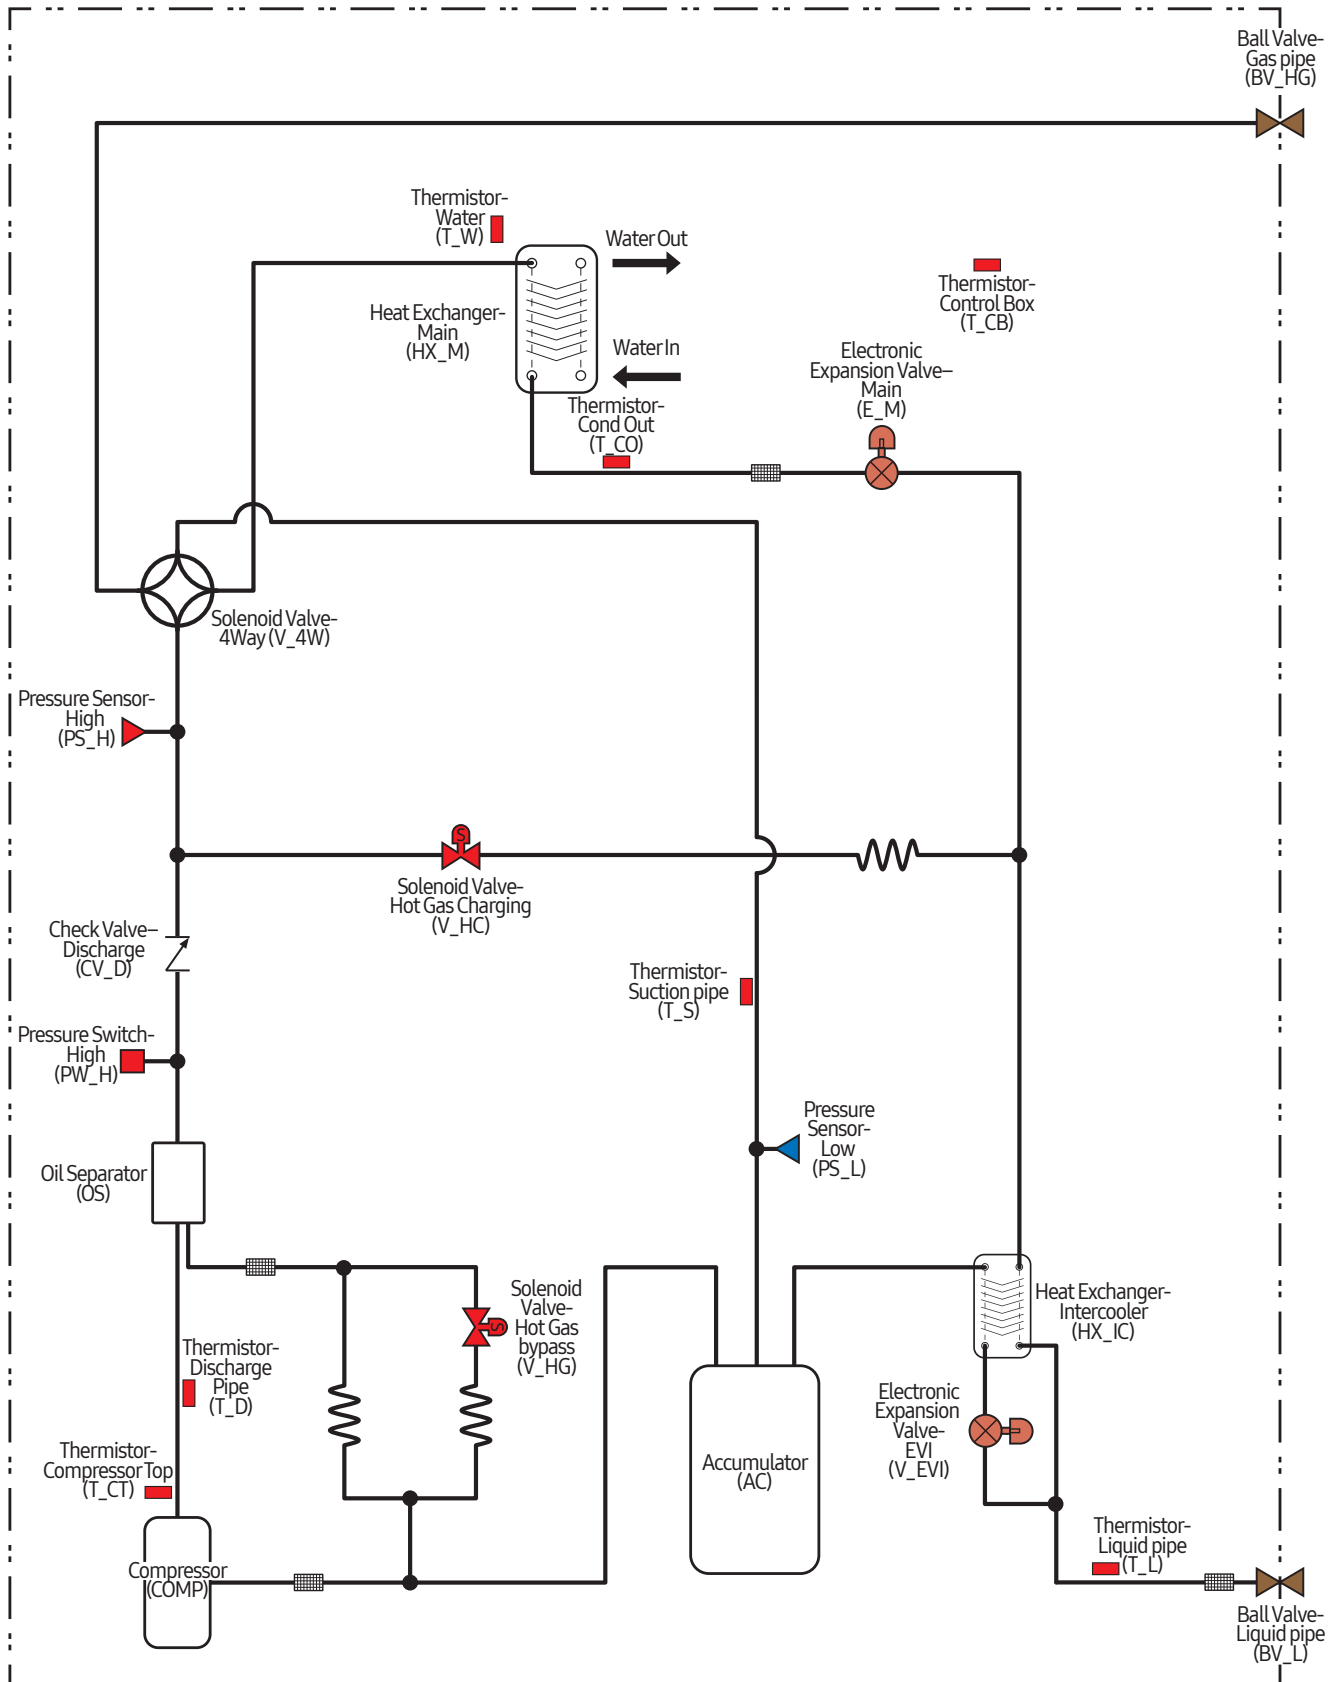 Ball Valve-
Gas pipe
(BV_HG)
Thermistor-
Water
(T_W)
Water Out
Thermistor-
Control Box
(T_CB)
Heat Exchanger-
Main
(HX_M)
Water In
Electronic
Expansion Valve–
Main
(E_M)
Thermistor-
Cond Out
(T_CO)
Solenoid Valve-
4Way (V_4W)
Pressure Sensor-
High
(PS_H)
S
Solenoid Valve-
Hot Gas Charging
(V_HC)
Check Valve–
Discharge
(CV_D)
Thermistor-
Suction pipe
(T_S)
Pressure Switch-
High
(PW_H)
Pressure
Sensor-
Low
(PS_L)
Oil Separator
(OS)
Solenoid
Valve-
Hot Gas
bypass
(V_HG)
S
Heat Exchanger-
Intercooler
(HX_IC)
Thermistor-
Discharge
Pipe
(T_D)
Electronic
Expansion
Valve-
EVI
(V_EVI)
Thermistor-
Compressor Top
(T_CT)
Accumulator
(AC)
Thermistor-
Liquid pipe
(T_L)
Compressor
(COMP)
Ball Valve-
Liquid pipe
(BV_L)